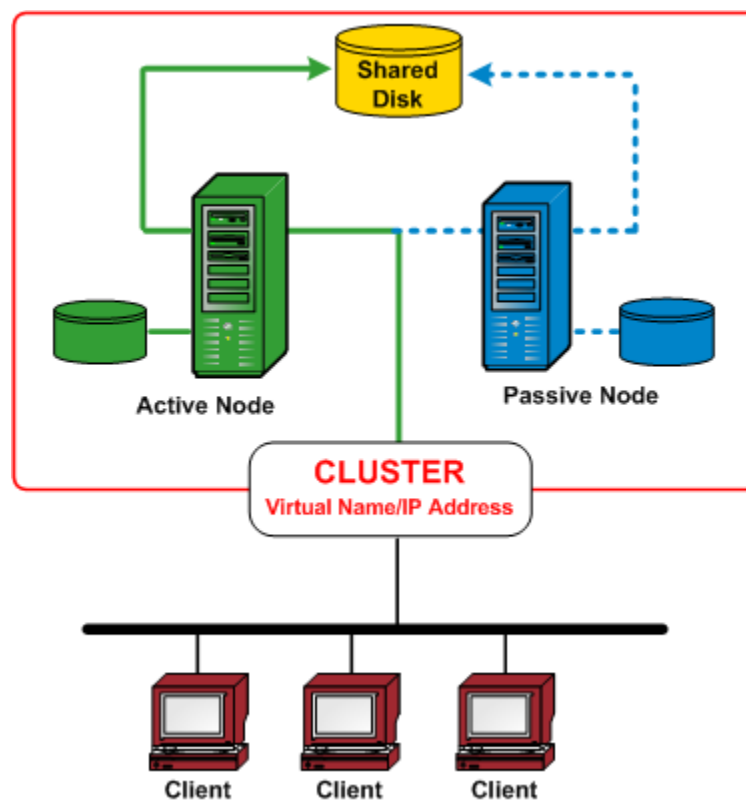 Shared
Disk
Active Node
Passive Node
CLUSTER
Virtual Name/IP Address
Client
Client
Client